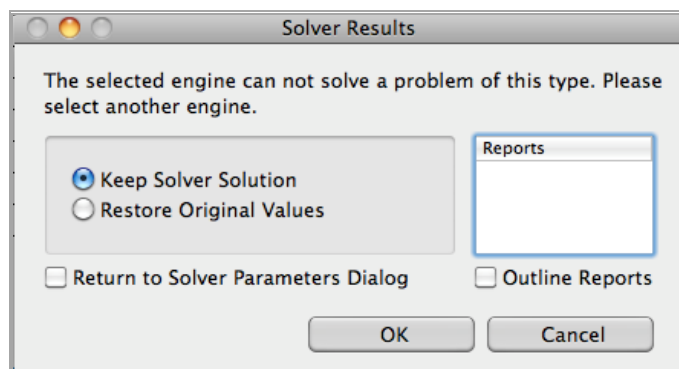 Solver Results
The selected engine can not solve a problem of this type. Please
select another engine.
Reports
Keep Solver Solution
Restore Original Values
Return to Solver Parameters Dialog
Outline Reports
OK
Cancel